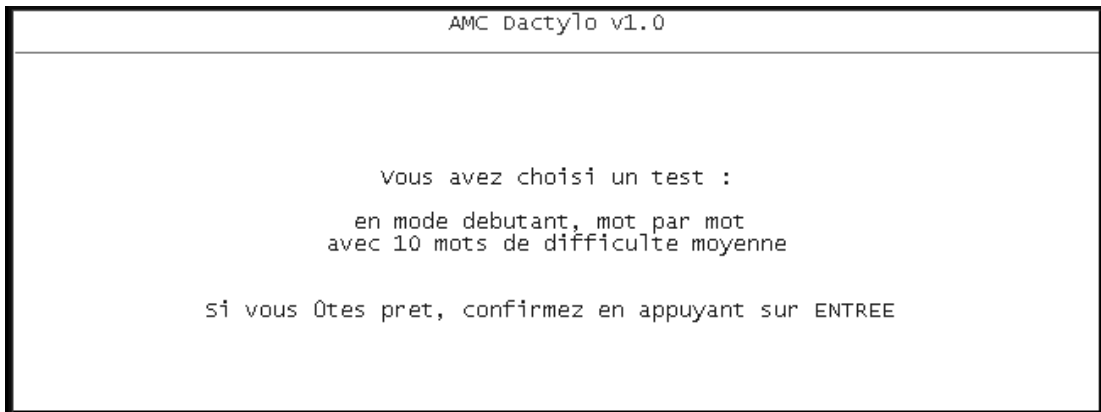 AMC Dactylo v1.0
Vous avez choisi un test :
en mode debutant, mot par mot
avec 10 mots de difficulte moyenne
Si vous Ûtes pret, confirmez en appuyant sur ENTREE